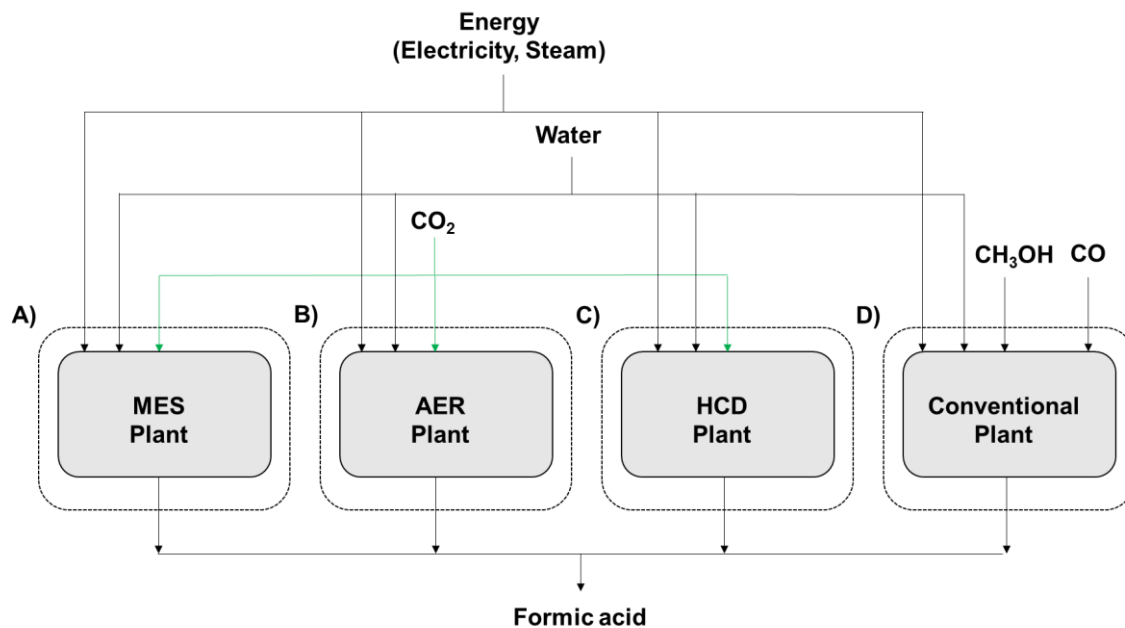 Energy
(Electricity, Steam)
Water
CO₂
CH₃OH CO
A)
B)
C)
D)
MES
Plant
AER
Plant
HCD
Plant
Conventional
Plant
Formic acid